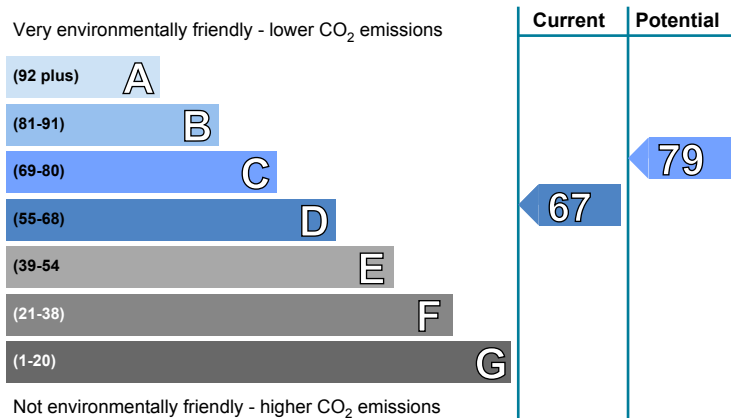 Very environmentally friendly - lower CO₂ emissions
Current
Potential
(92 plus) A
(81-91) B
(69-80) C
79
(55-68) D
67
(39-54 E
(21-38) F
(1-20) G
Not environmentally friendly - higher CO₂ emissions